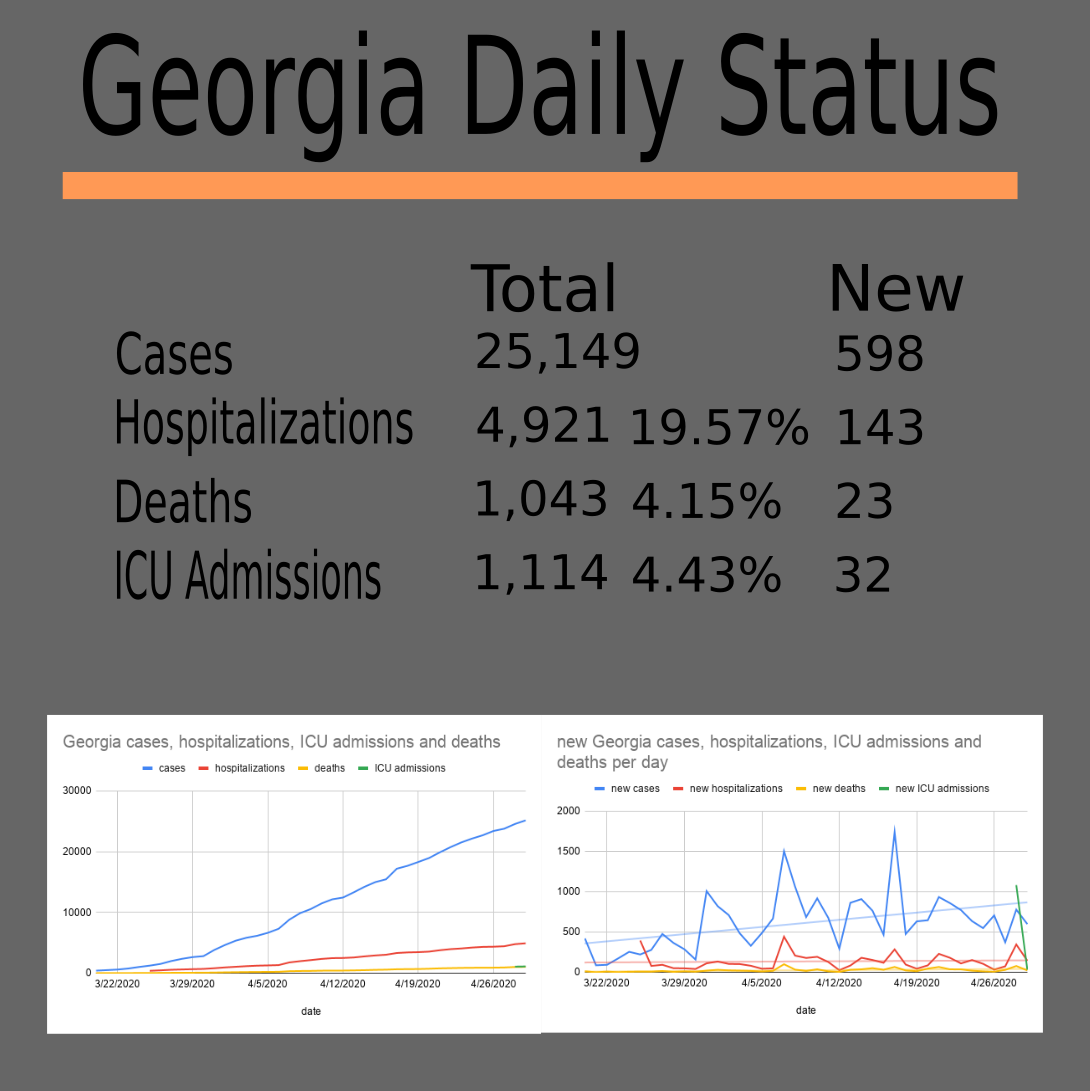 Georgia Daily Status
Total New
Cases 25,149 598
Hospitalizations 4,921 19.57% 143
Deaths 1,043 4.15% 23
ICU Admissions 1,114 4.43% 32
Georgia cases, hospitalizations, ICU admissions and deaths
cases hospitalizations deaths ICU admissions
30000
20000
10000
0
3/22/2020 3/29/2020 4/5/2020 4/12/2020 4/19/2020 4/26/2020
date
new Georgia cases, hospitalizations, ICU admissions and
deaths per day
new cases new hospitalizations new deaths new ICU admissions
2000
1500
1000
500
0
3/22/2020 3/29/2020 4/5/2020 4/12/2020 4/19/2020 4/26/2020
date